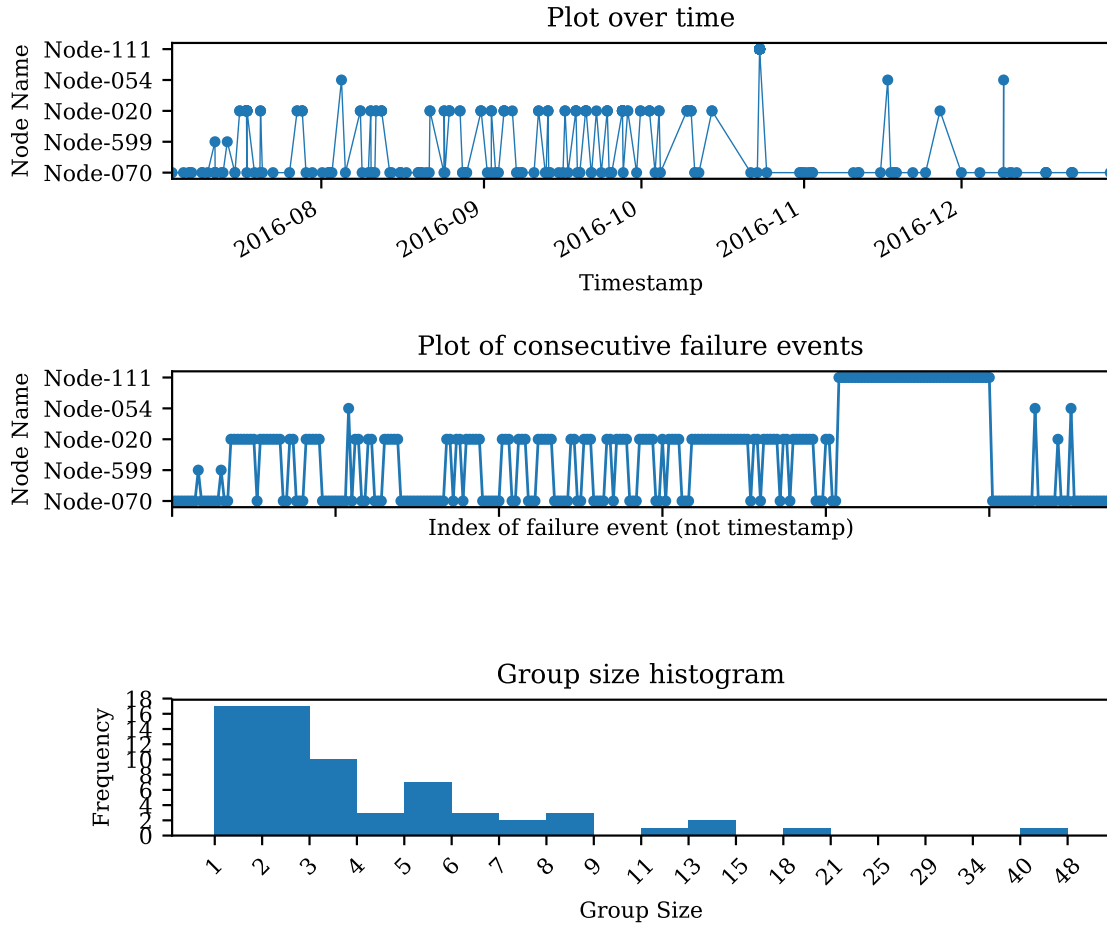 Plot over time
Node Name
Node-111
Node-054
Node-020
Node-599
Node-070
2016-08
2016-09
2016-10
2016-11
2016-12
Timestamp
Plot of consecutive failure events
Node Name
Node-111
Node-054
Node-020
Node-599
Node-070
Index of failure event (not timestamp)
Group size histogram
Frequency
18
16
14
12
10
8
6
4
2
0
1
2
3
4
5
6
7
8
9
11
13
15
18
21
25
29
34
40
48
Group Size